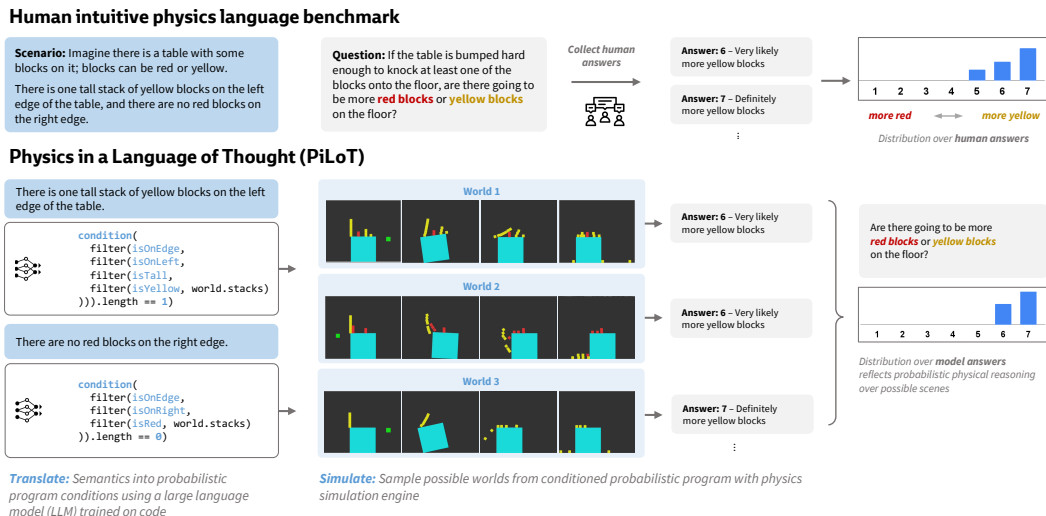 Human intuitive physics language benchmark
Scenario: Imagine there is a table with some
blocks on it; blocks can be red or yellow.
There is one tall stack of yellow blocks on the left
edge of the table, and there are no red blocks on
the right edge.
Question: If the table is bumped hard
enough to knock at least one of the
blocks onto the floor, are there going to
be more red blocks or yellow blocks
on the floor?
Collect human
answers
Answer: 6 – Very likely
more yellow blocks
Answer: 7 – Definitely
more yellow blocks
⋮
1 2 3 4 5 6 7
more red
more yellow
Distribution over human answers
Physics in a Language of Thought (PiLoT)
There is one tall stack of yellow blocks on the left
edge of the table.
condition(
filter(isOnEdge,
filter(isOnLeft,
filter(isTall,
filter(isYellow, world.stacks)
))).length == 1)
There are no red blocks on the right edge.
condition(
filter(isOnEdge,
filter(isOnRight,
filter(isRed, world.stacks)
)).length == 0)
Translate: Semantics into probabilistic
program conditions using a large language
model (LLM) trained on code
World 1
World 2
World 3
Simulate: Sample possible worlds from conditioned probabilistic program with physics
simulation engine
Answer: 6 – Very likely
more yellow blocks
Answer: 6 – Very likely
more yellow blocks
Answer: 7 – Definitely
more yellow blocks
⋮
Are there going to be more
red blocks or yellow blocks
on the floor?
1 2 3 4 5 6 7
Distribution over model answers
reflects probabilistic physical reasoning
over possible scenes